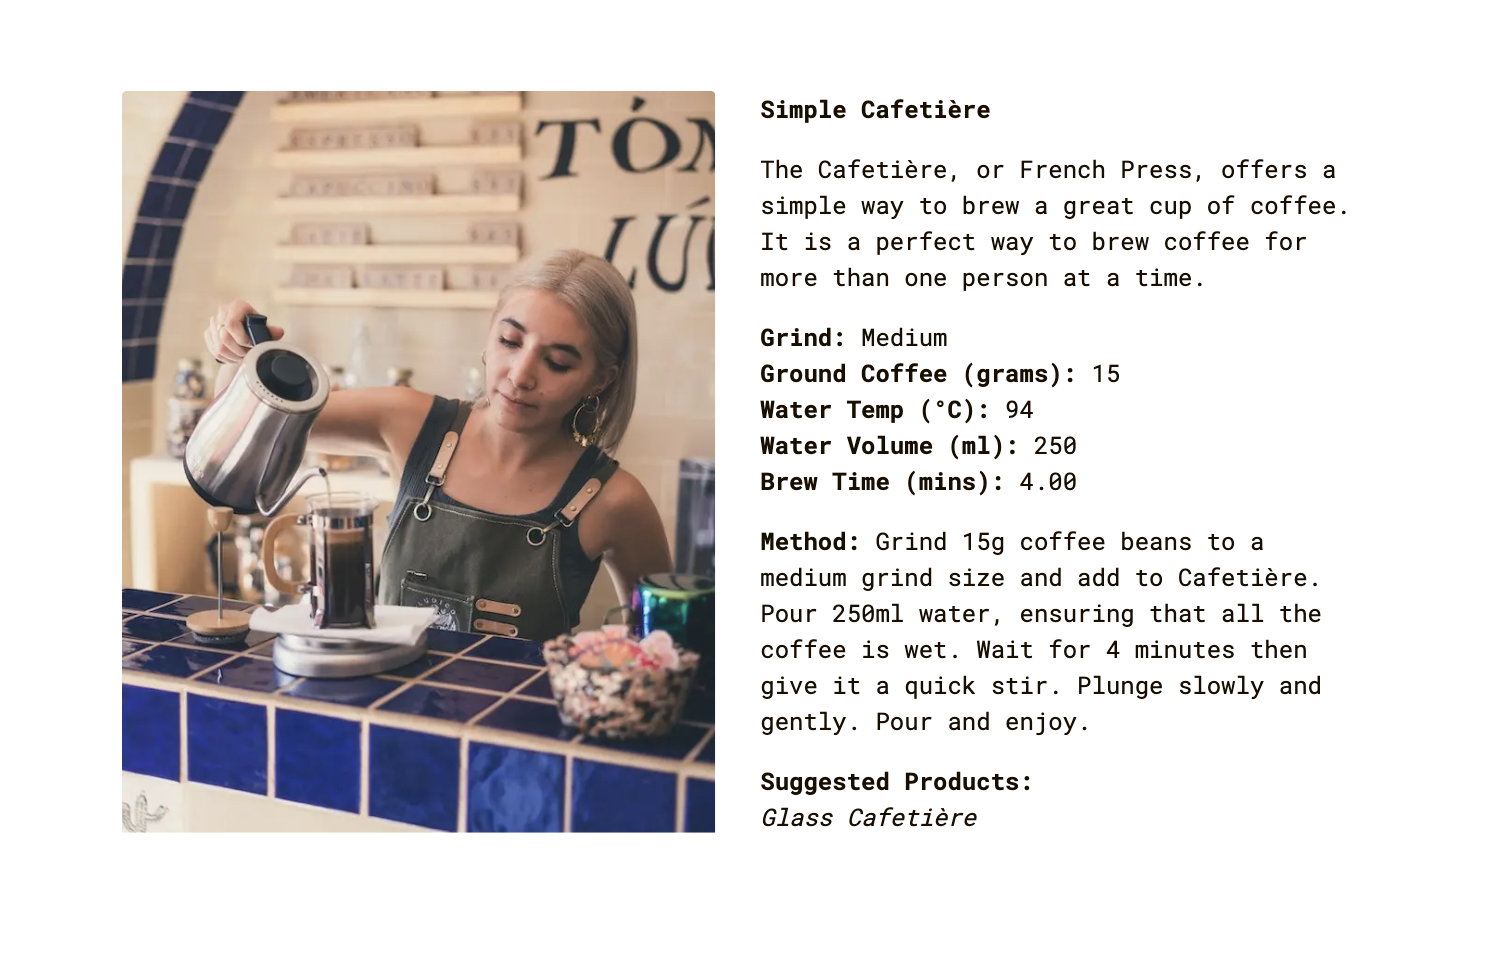 ESPRESSO
CAPPUCCINO
LATTE
TÓN
LÚ
Simple Cafetière
The Cafetière, or French Press, offers a
simple way to brew a great cup of coffee.
It is a perfect way to brew coffee for
more than one person at a time.
Grind: Medium
Ground Coffee (grams): 15
Water Temp (°C): 94
Water Volume (ml): 250
Brew Time (mins): 4.00
Method: Grind 15g coffee beans to a
medium grind size and add to Cafetière.
Pour 250ml water, ensuring that all the
coffee is wet. Wait for 4 minutes then
give it a quick stir. Plunge slowly and
gently. Pour and enjoy.
Suggested Products:
Glass Cafetière